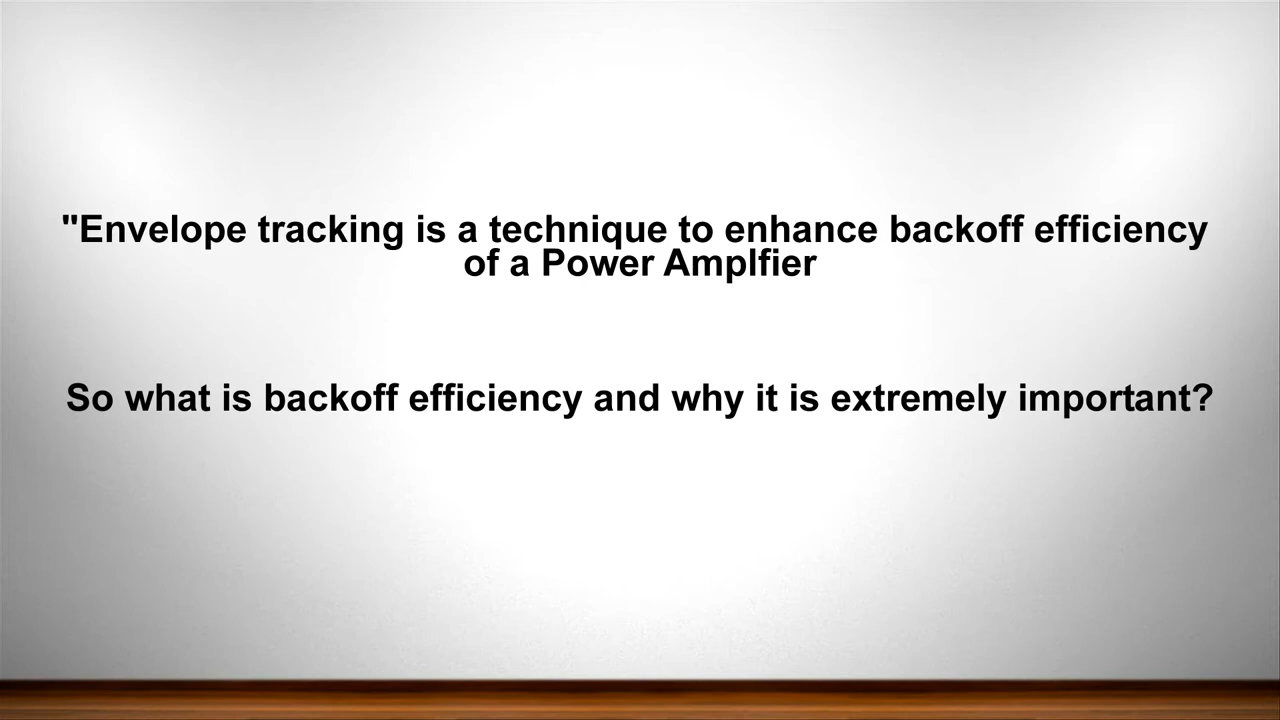 "Envelope tracking is a technique to enhance backoff efficiency
of a Power Amplfier
So what is backoff efficiency and why it is extremely important?